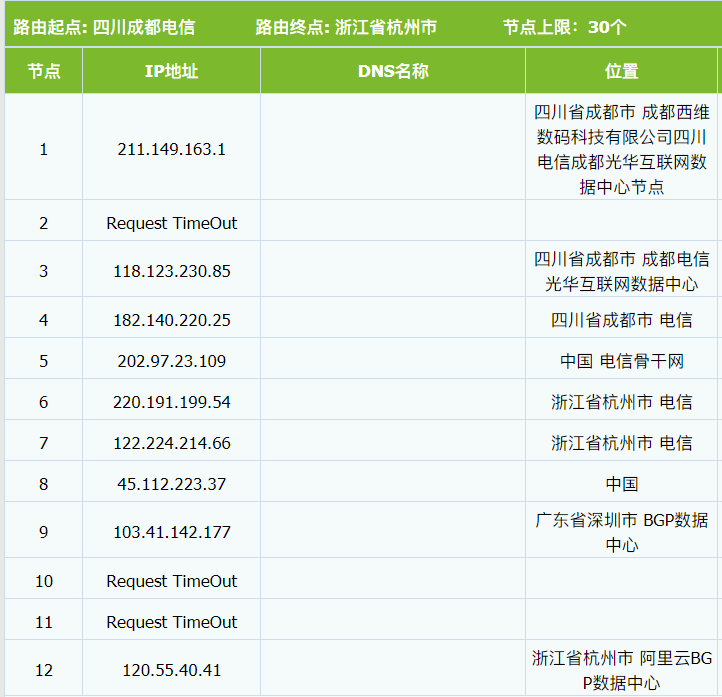 路由起点: 四川成都电信 路由终点: 浙江省杭州市 节点上限：30个
节点 IP地址 DNS名称 位置
1 211.149.163.1 四川省成都市 成都西维
数码科技有限公司四川
电信成都光华互联网数
据中心节点
2 Request TimeOut
3 118.123.230.85 四川省成都市 成都电信
光华互联网数据中心
4 182.140.220.25 四川省成都市 电信
5 202.97.23.109 中国 电信骨干网
6 220.191.199.54 浙江省杭州市 电信
7 122.224.214.66 浙江省杭州市 电信
8 45.112.223.37 中国
9 103.41.142.177 广东省深圳市 BGP数据
中心
10 Request TimeOut
11 Request TimeOut
12 120.55.40.41 浙江省杭州市 阿里云BG
P数据中心